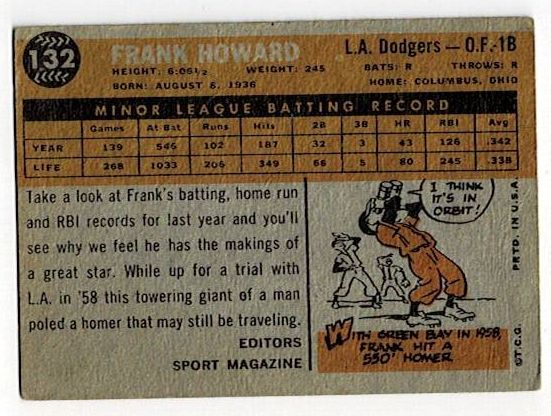 132
FRANK HOWARD
L.A. Dodgers — O.F.-1B
HEIGHT: 6:06½ WEIGHT: 245 BATS: R THROWS: R
BORN: AUGUST 8, 1936 HOME: COLUMBUS, OHIO
MINOR LEAGUE BATTING RECORD
Games At Bat Runs Hits 2B 3B HR RBI Avg
YEAR 139 546 102 187 32 3 43 126 .342
LIFE 268 1033 206 349 66 5 80 245 .338
Take a look at Frank's batting, home run
and RBI records for last year and you'll
see why we feel he has the makings of
a great star. While up for a trial with
L.A. in '58 this towering giant of a man
poled a homer that may still be traveling.
EDITORS
SPORT MAGAZINE
I THINK
IT'S IN
ORBIT!
WITH GREEN BAY IN 1958,
FRANK HIT A
550' HOMER
©T.C.G. PRTD. IN U.S.A.